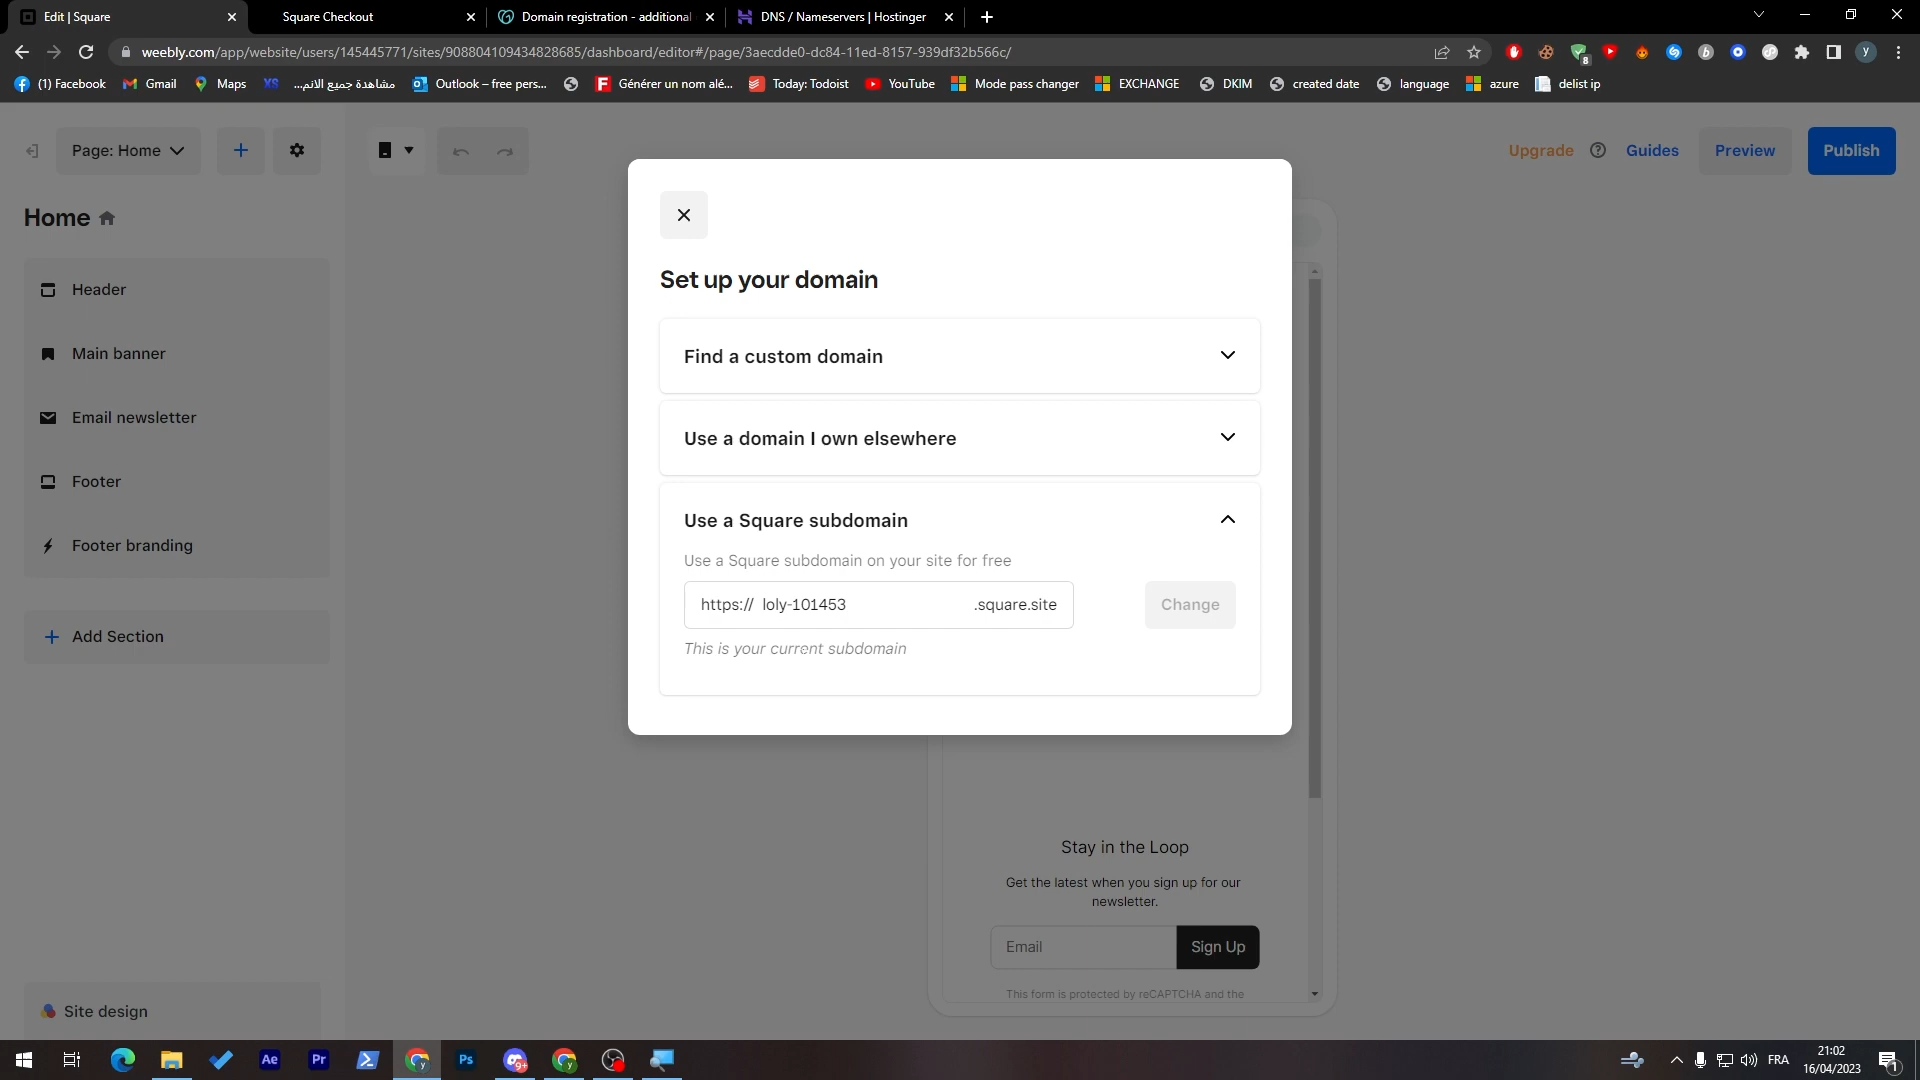 Edit | Square
Square Checkout
Domain registration - additional
DNS / Nameservers | Hostinger
weebly.com/app/website/users/145445771/sites/908804109434828685/dashboard/editor#/page/3aecdde0-dc84-11ed-8157-939df32b566c/
8
y
(1) Facebook
Gmail
Maps
XS
مشاهدة جميع الانم...
Outlook – free pers...
Générer un nom alé...
Today: Todoist
YouTube
Mode pass changer
EXCHANGE
DKIM
created date
language
azure
delist ip
Page: Home
Upgrade
Guides
Preview
Publish
Home
Header
Main banner
Email newsletter
Footer
Footer branding
Add Section
Site design
Set up your domain
Find a custom domain
Use a domain I own elsewhere
Use a Square subdomain
Use a Square subdomain on your site for free
https:// loly-101453 .square.site
Change
This is your current subdomain
Stay in the Loop
Get the latest when you sign up for our
newsletter.
Email
Sign Up
This form is protected by reCAPTCHA and the
Ae
Pr
Ps
9+
FRA
21:02
16/04/2023
1